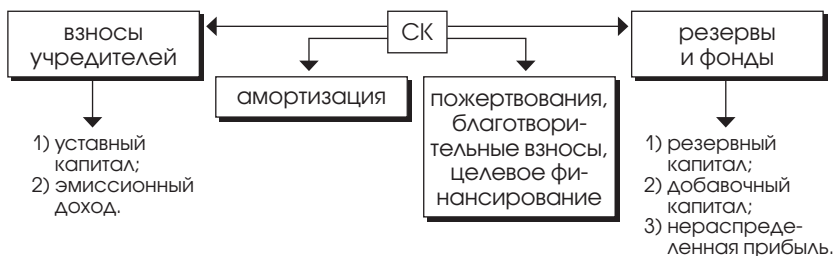 СК
взносы
учредителей
1) уставный
капитал;
2) эмиссионный
доход.
амортизация
пожертвования,
благотвори-
тельные взносы,
целевое фи-
нансирование
резервы
и фонды
1) резервный
капитал;
2) добавочный
капитал;
3) нераспреде-
ленная прибыль.